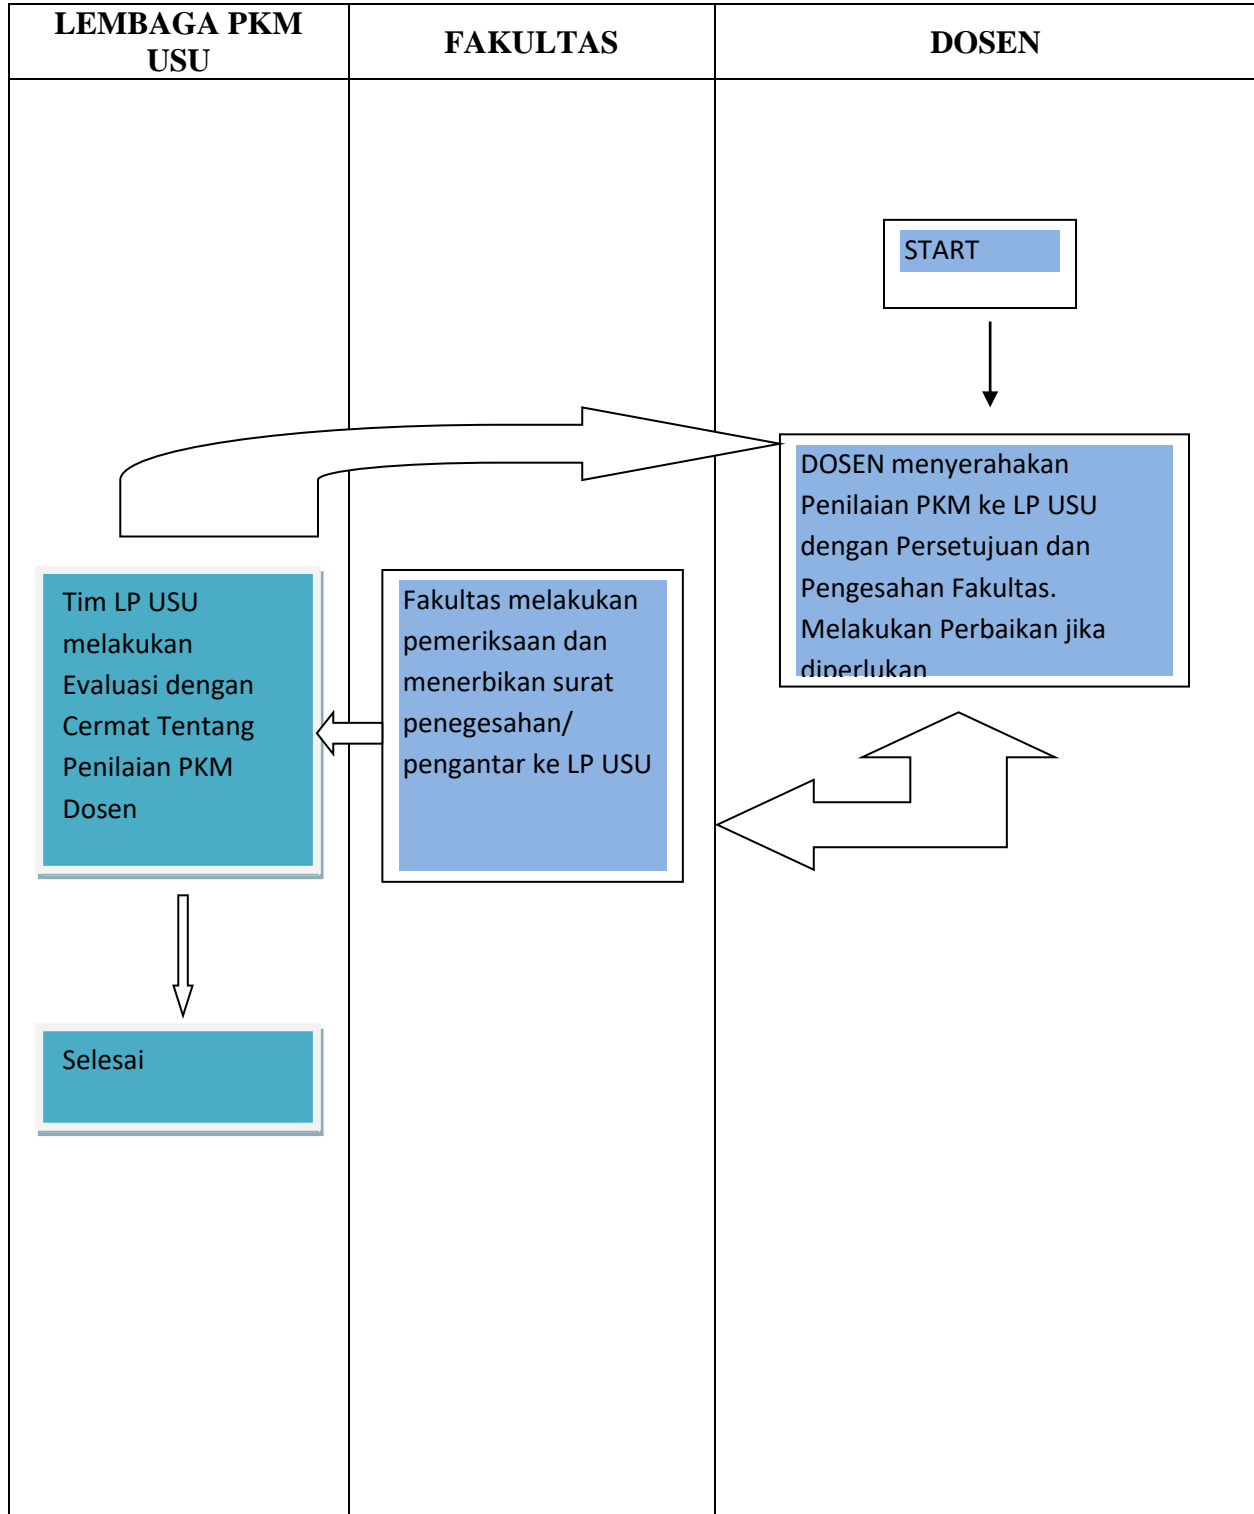 LEMBAGA PKM
USU
FAKULTAS
DOSEN
START
DOSEN menyerahakan
Penilaian PKM ke LP USU
dengan Persetujuan dan
Pengesahan Fakultas.
Melakukan Perbaikan jika
diperlukan
Tim LP USU
melakukan
Evaluasi dengan
Cermat Tentang
Penilaian PKM
Dosen
Fakultas melakukan
pemeriksaan dan
menerbikan surat
penegesahan/
pengantar ke LP USU
Selesai